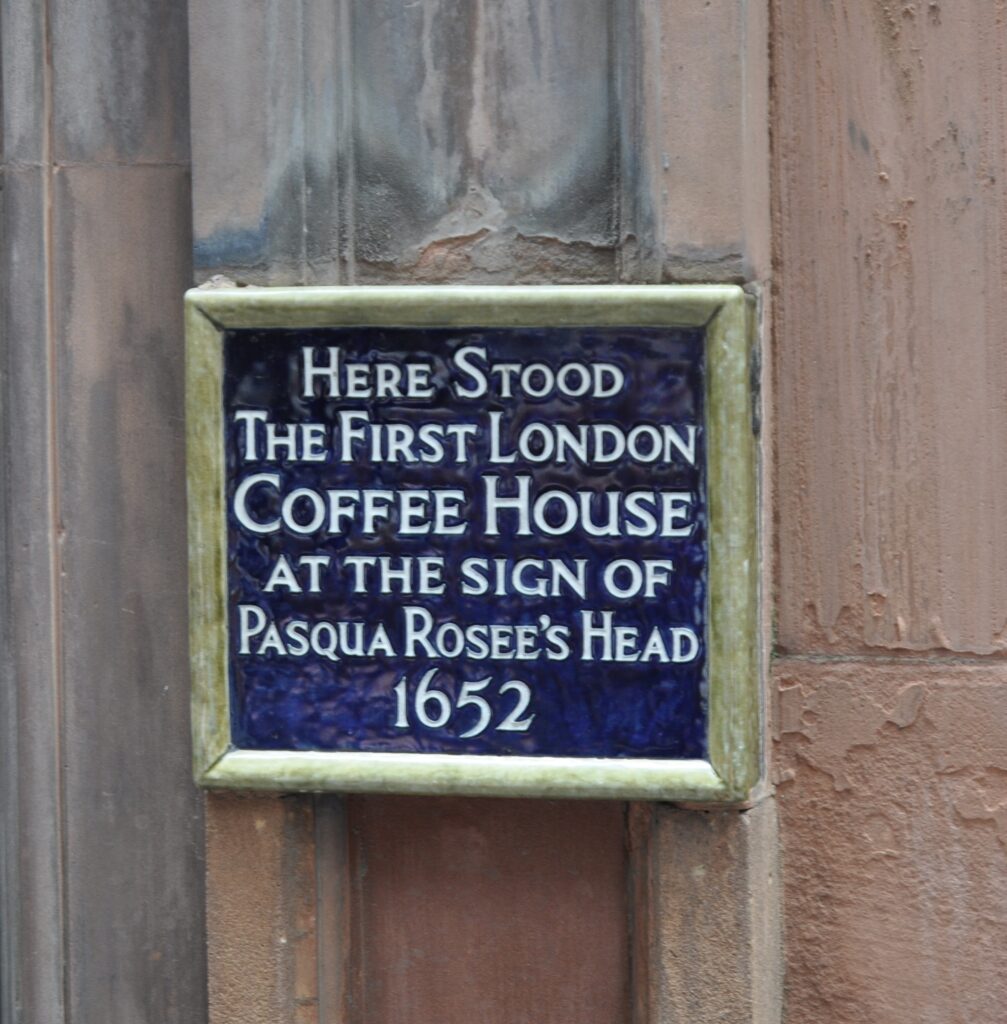 Here Stood
The First London
Coffee House
at the sign of
Pasqua Rosee's Head
1652